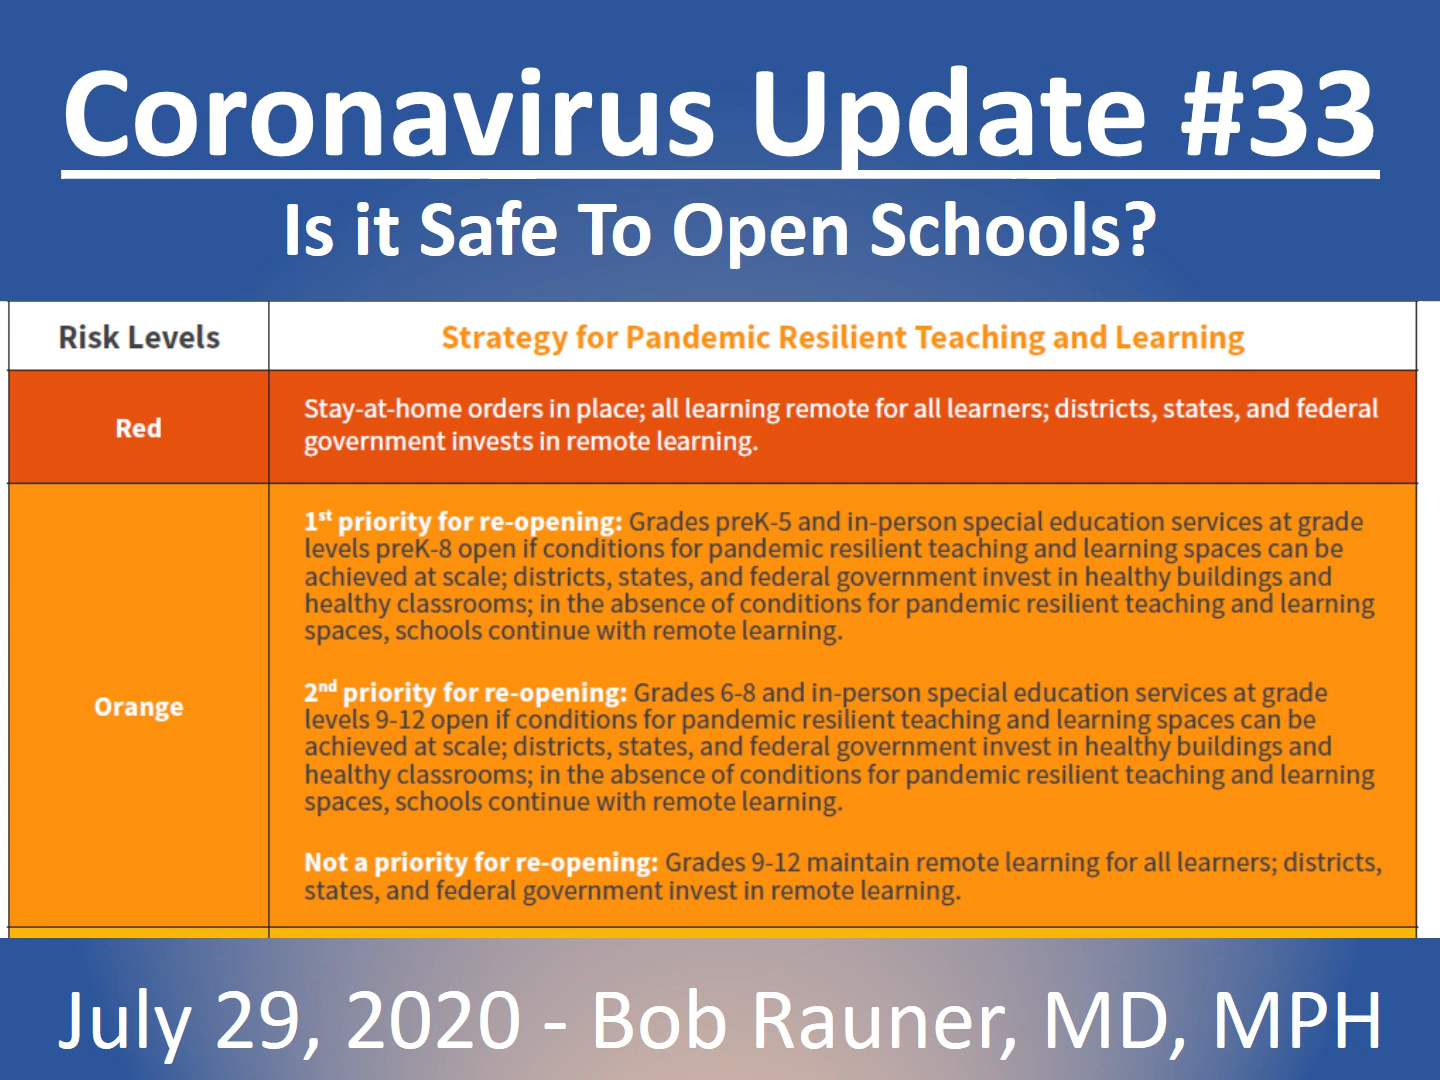 Coronavirus Update #33
Is it Safe To Open Schools?
Risk Levels
Strategy for Pandemic Resilient Teaching and Learning
Red
Stay-at-home orders in place; all learning remote for all learners; districts, states, and federal
government invests in remote learning.
Orange
1st priority for re-opening: Grades preK-5 and in-person special education services at grade
levels preK-8 open if conditions for pandemic resilient teaching and learning spaces can be
achieved at scale; districts, states, and federal government invest in healthy buildings and
healthy classrooms; in the absence of conditions for pandemic resilient teaching and learning
spaces, schools continue with remote learning.
2nd priority for re-opening: Grades 6-8 and in-person special education services at grade
levels 9-12 open if conditions for pandemic resilient teaching and learning spaces can be
achieved at scale; districts, states, and federal government invest in healthy buildings and
healthy classrooms; in the absence of conditions for pandemic resilient teaching and learning
spaces, schools continue with remote learning.
Not a priority for re-opening: Grades 9-12 maintain remote learning for all learners; districts,
states, and federal government invest in remote learning.
July 29, 2020 - Bob Rauner, MD, MPH